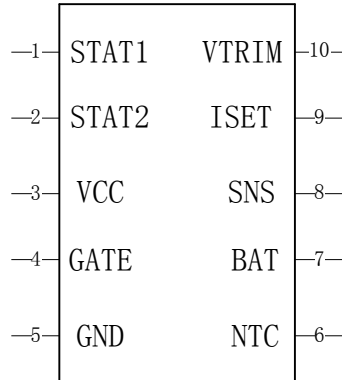 1 STAT1 VTRIM 10
2 STAT2 ISET 9
3 VCC SNS 8
4 GATE BAT 7
5 GND NTC 6